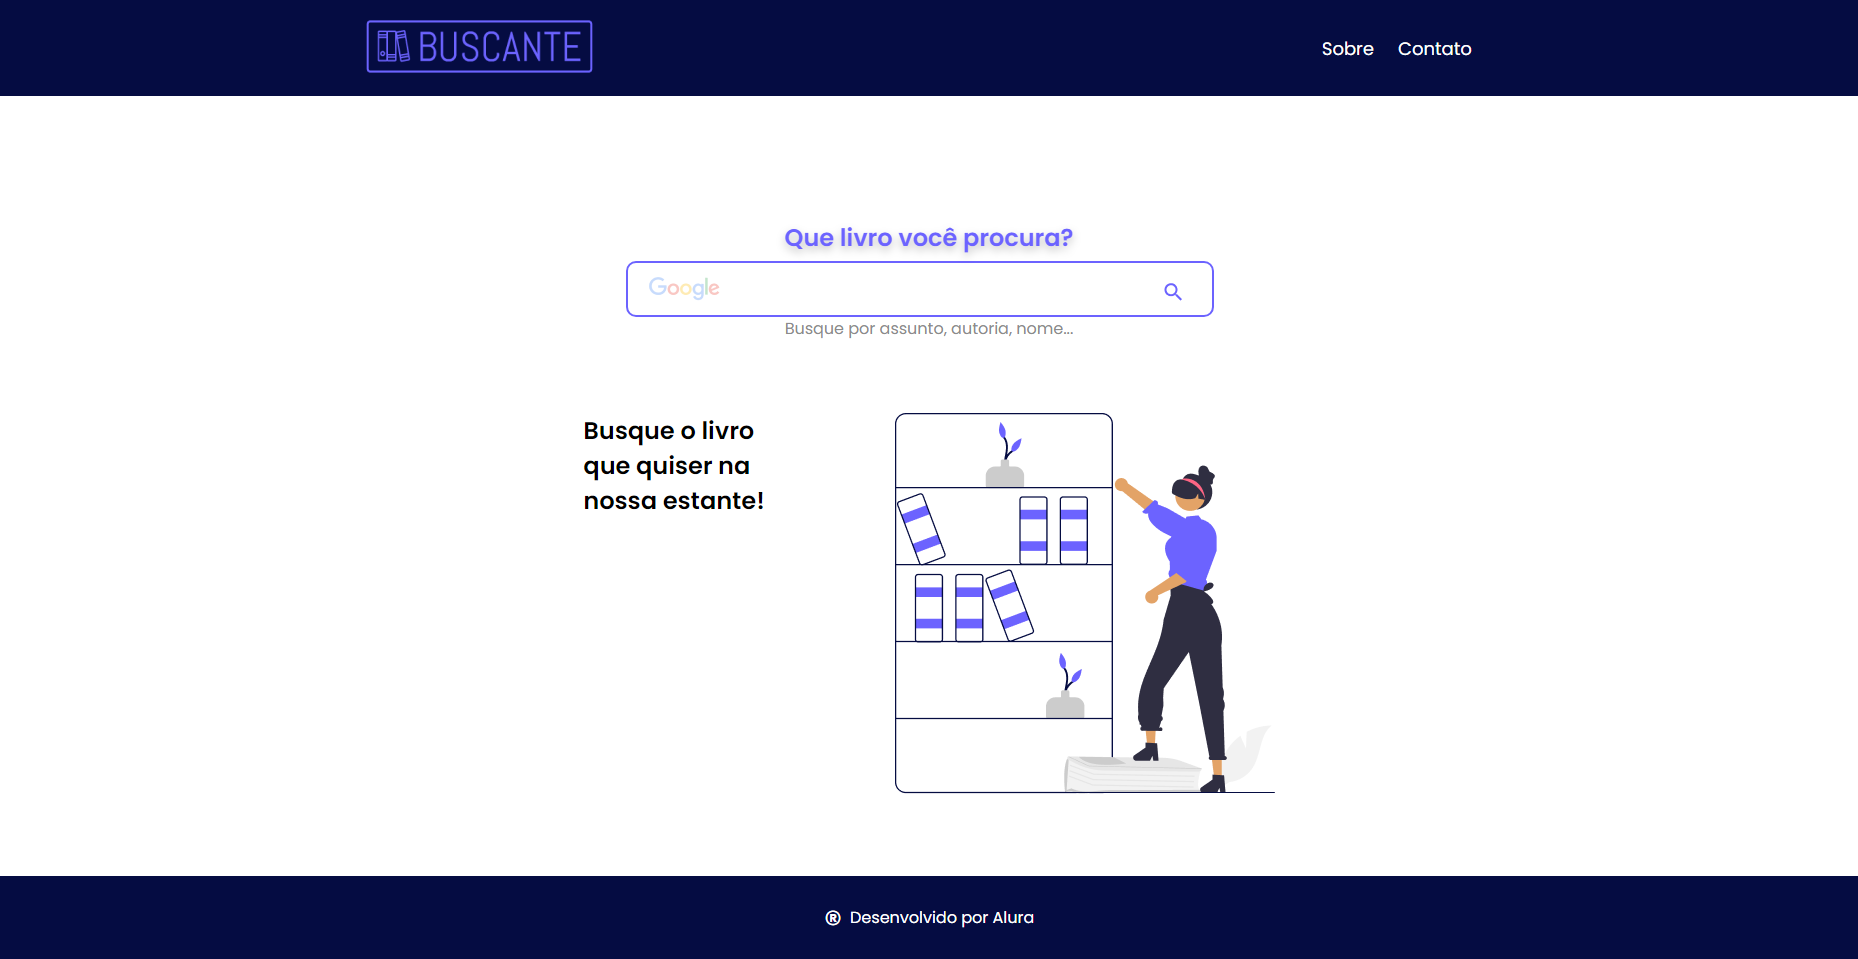 BUSCANTE
Sobre Contato
Que livro você procura?
Google
Busque por assunto, autoria, nome...
Busque o livro
que quiser na
nossa estante!
® Desenvolvido por Alura